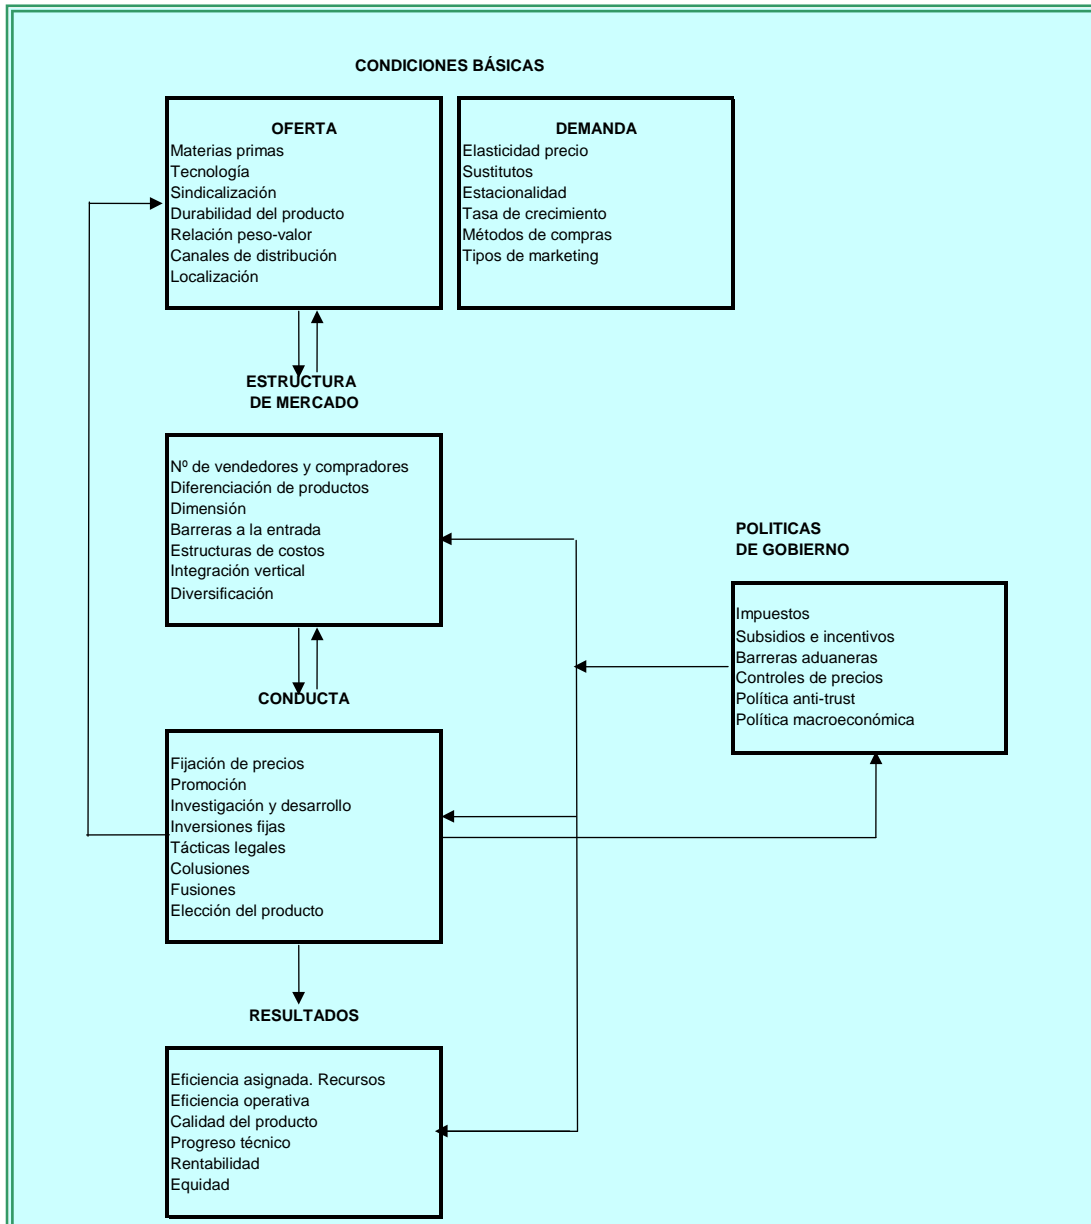 CONDICIONES BÁSICAS
OFERTA
Materias primas
Tecnología
Sindicalización
Durabilidad del producto
Relación peso-valor
Canales de distribución
Localización
DEMANDA
Elasticidad precio
Sustitutos
Estacionalidad
Tasa de crecimiento
Métodos de compras
Tipos de marketing
ESTRUCTURA
DE MERCADO
Nº de vendedores y compradores
Diferenciación de productos
Dimensión
Barreras a la entrada
Estructuras de costos
Integración vertical
Diversificación
POLITICAS
DE GOBIERNO
Impuestos
Subsidios e incentivos
Barreras aduaneras
Controles de precios
Política anti-trust
Política macroeconómica
CONDUCTA
Fijación de precios
Promoción
Investigación y desarrollo
Inversiones fijas
Tácticas legales
Colusiones
Fusiones
Elección del producto
RESULTADOS
Eficiencia asignada. Recursos
Eficiencia operativa
Calidad del producto
Progreso técnico
Rentabilidad
Equidad